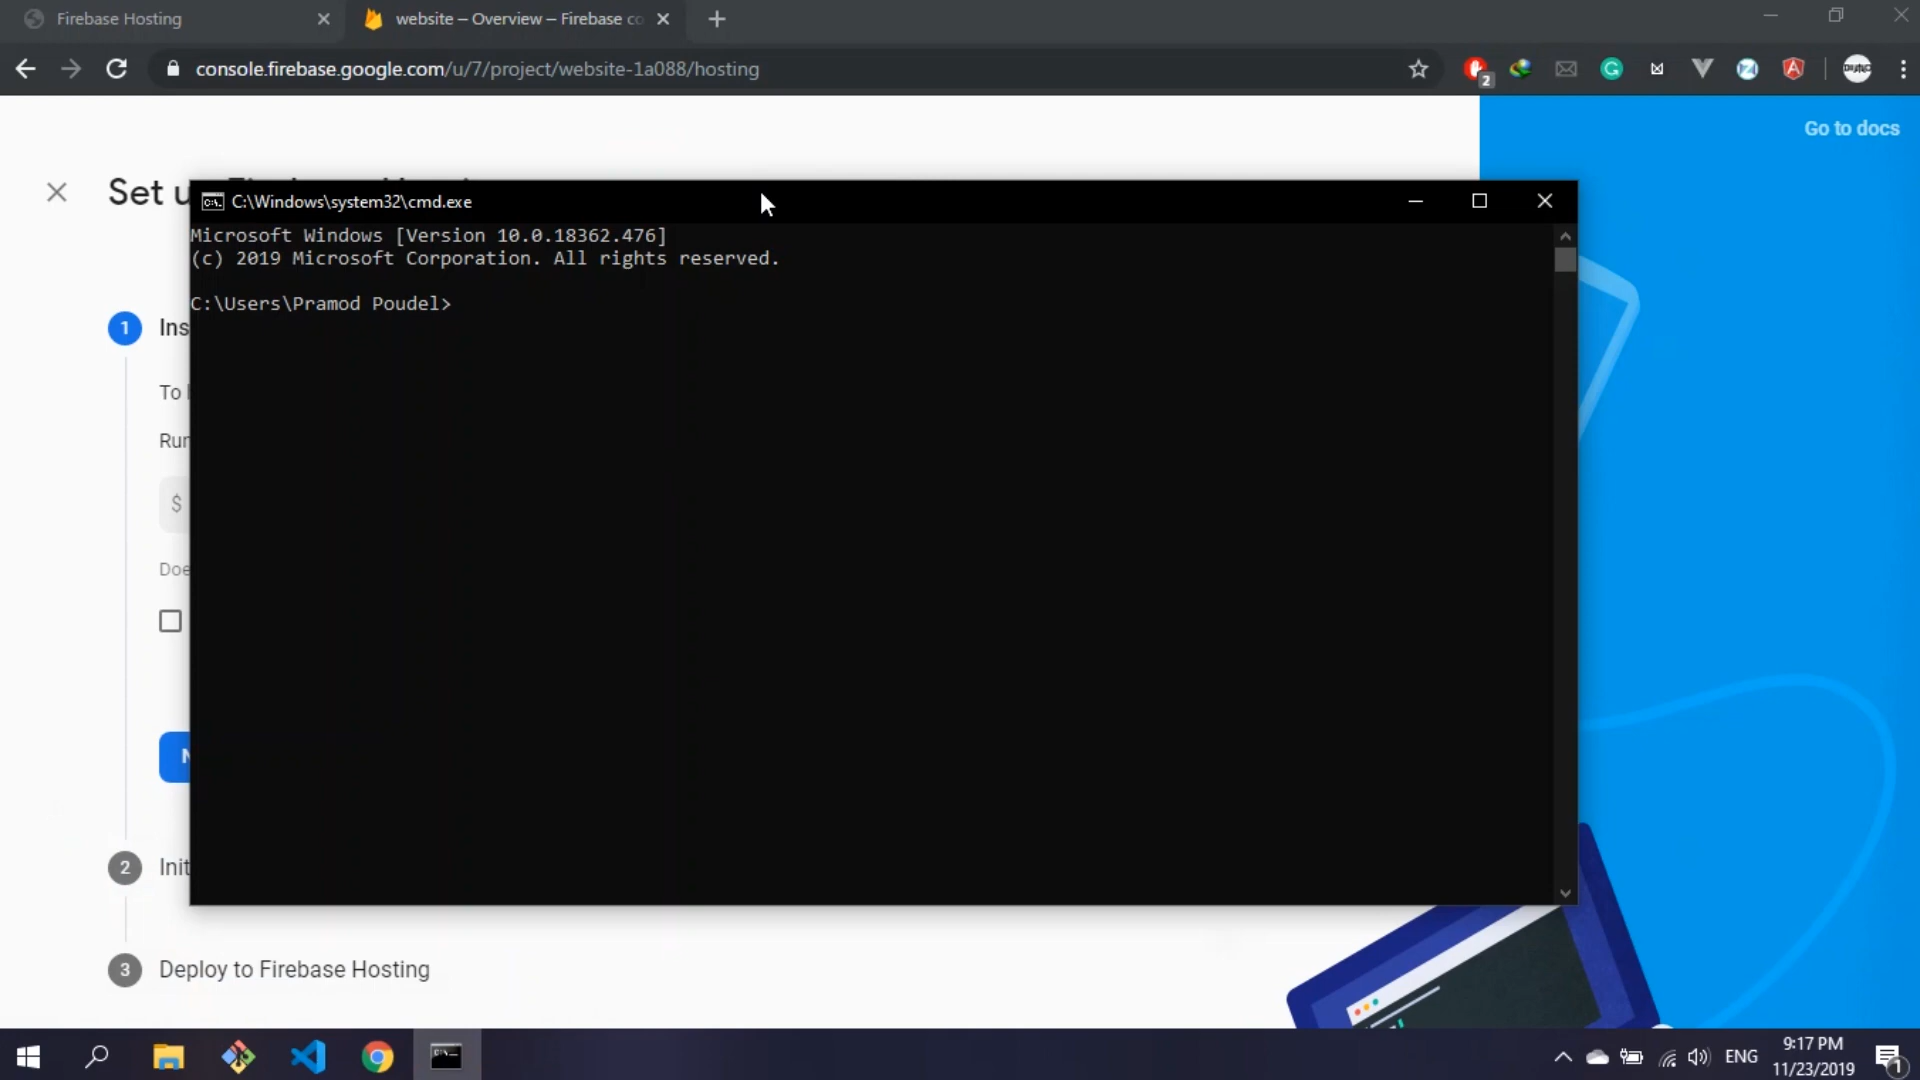 Firebase Hosting
website – Overview – Firebase co
console.firebase.google.com/u/7/project/website-1a088/hosting
2
Go to docs
Set u
C:\Windows\system32\cmd.exe
Microsoft Windows [Version 10.0.18362.476]
(c) 2019 Microsoft Corporation. All rights reserved.
C:\Users\Pramod Poudel>
1 Ins
To
Run
$
Doe
N
2 Init
3 Deploy to Firebase Hosting
ENG
9:17 PM
11/23/2019
1